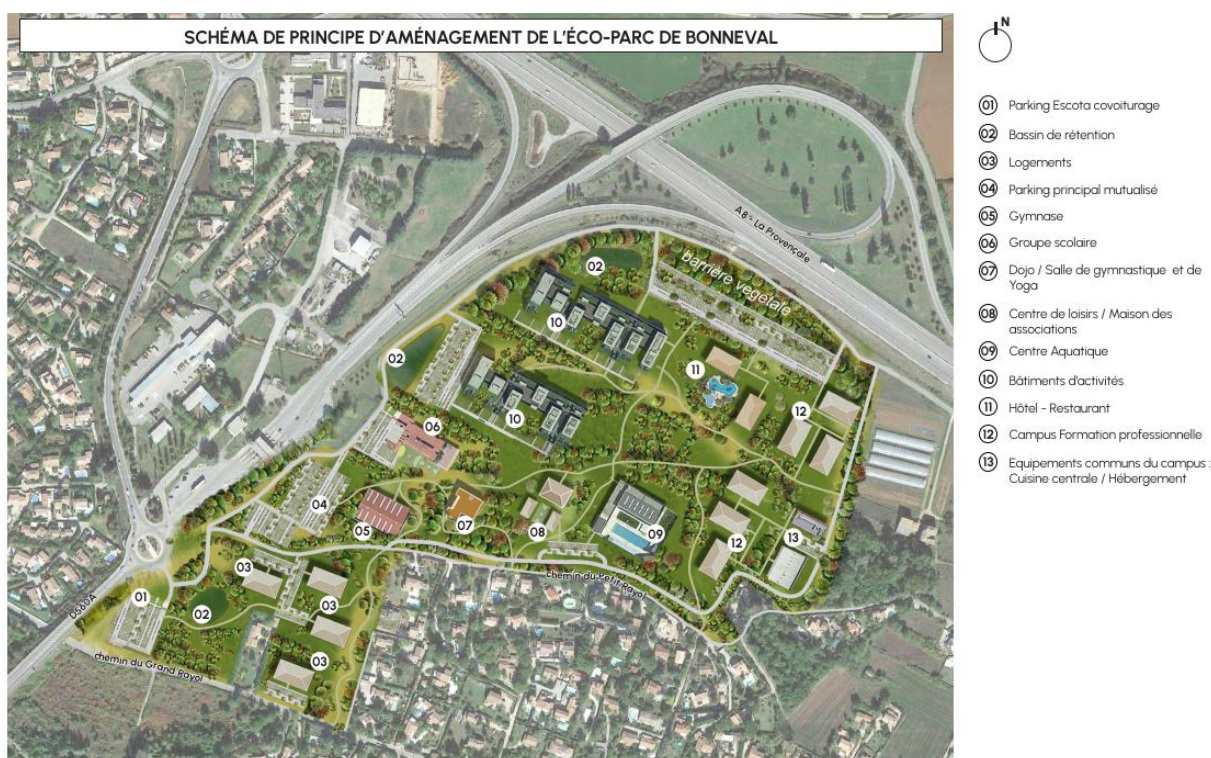 SCHÉMA DE PRINCIPE D'AMÉNAGEMENT DE L'ÉCO-PARC DE BONNEVAL
N
01 Parking Escota covoiturage
02 Bassin de rétention
03 Logements
04 Parking principal mutualisé
05 Gymnase
06 Groupe scolaire
07 Dojo / Salle de gymnastique et de
Yoga
08 Centre de loisirs / Maison des
associations
09 Centre Aquatique
10 Bâtiments d'activités
11 Hôtel - Restaurant
12 Campus Formation professionnelle
13 Equipements communs du campus :
Cuisine centrale / Hébergement
A8 - La Provençale
barrière vegetale
02
10
02
11
12
10
06
04
05
07
08
09
12
13
chemin du Petit Rayol
03
03
01
02
03
D560A
chemin du Grand Rayol